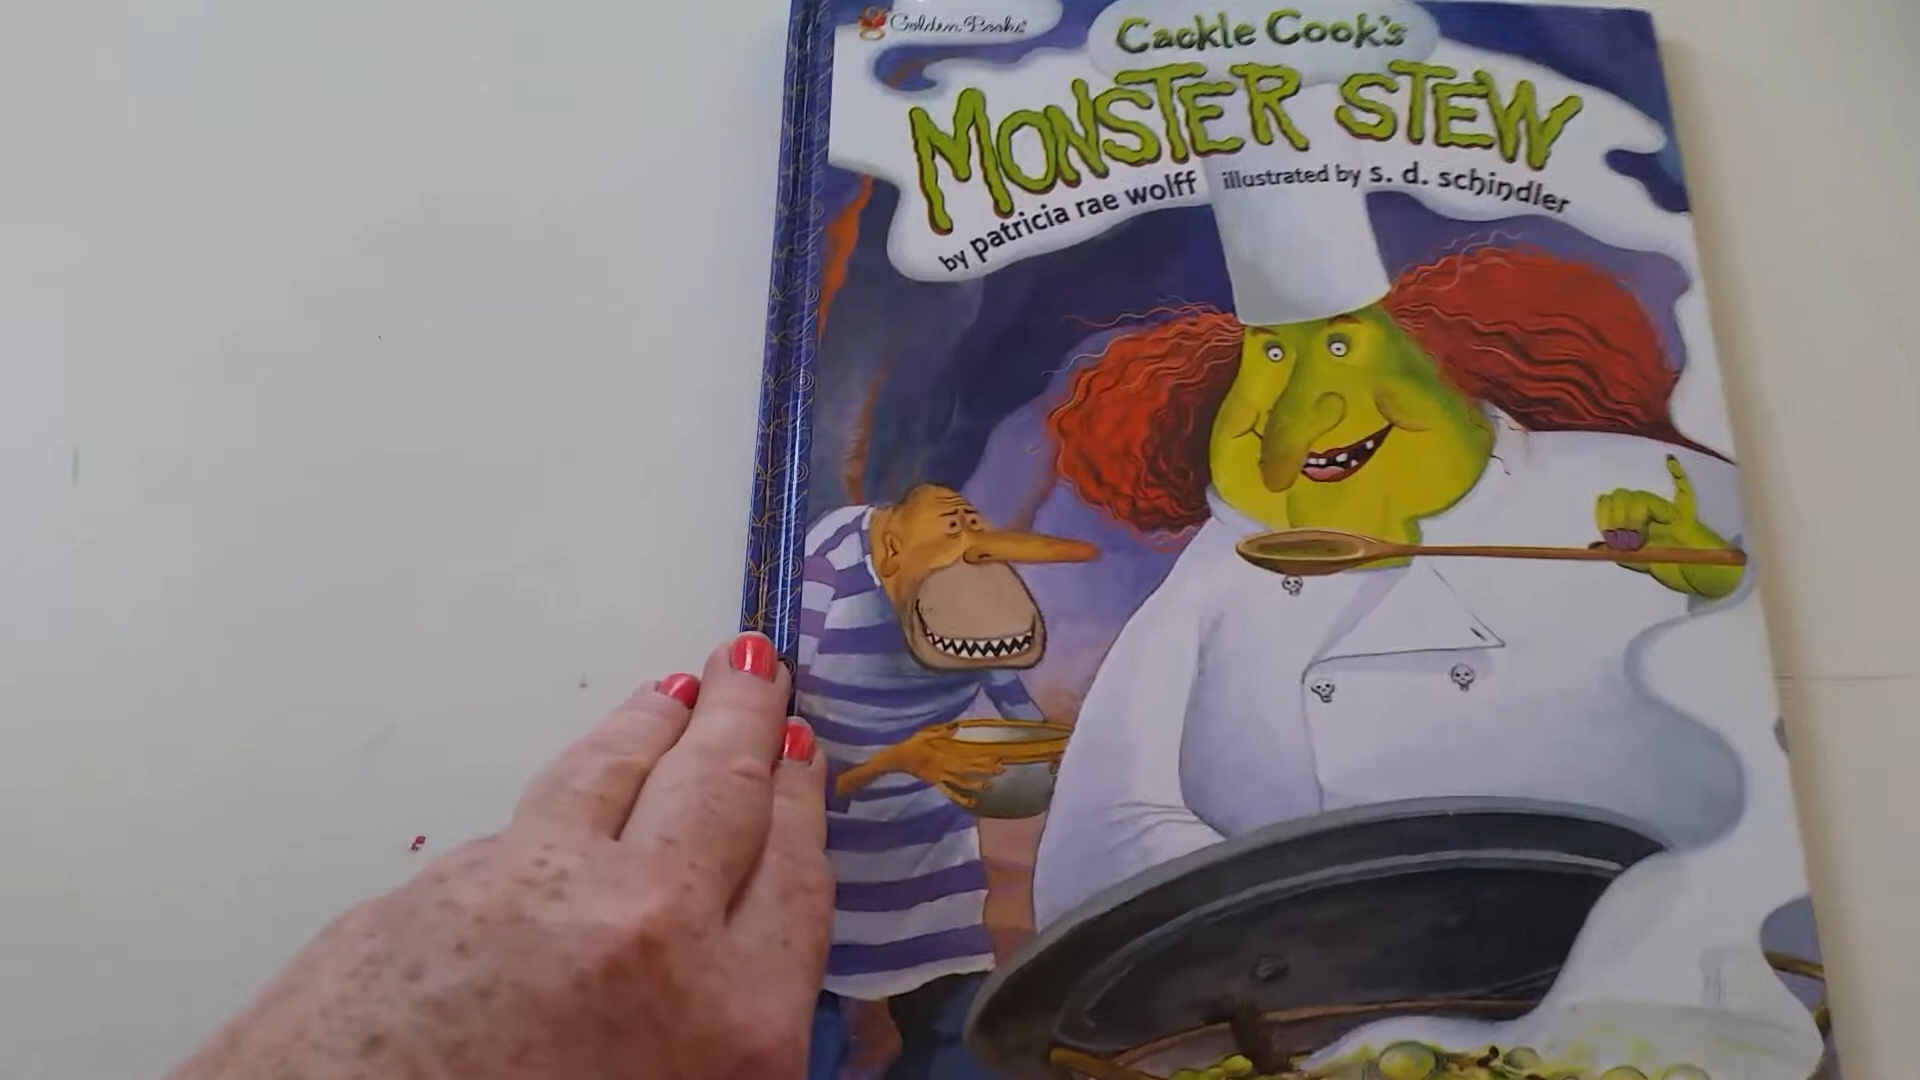 Golden Books®
Cackle Cook's
MONSTER STEW
by patricia rae wolff illustrated by s. d. schindler